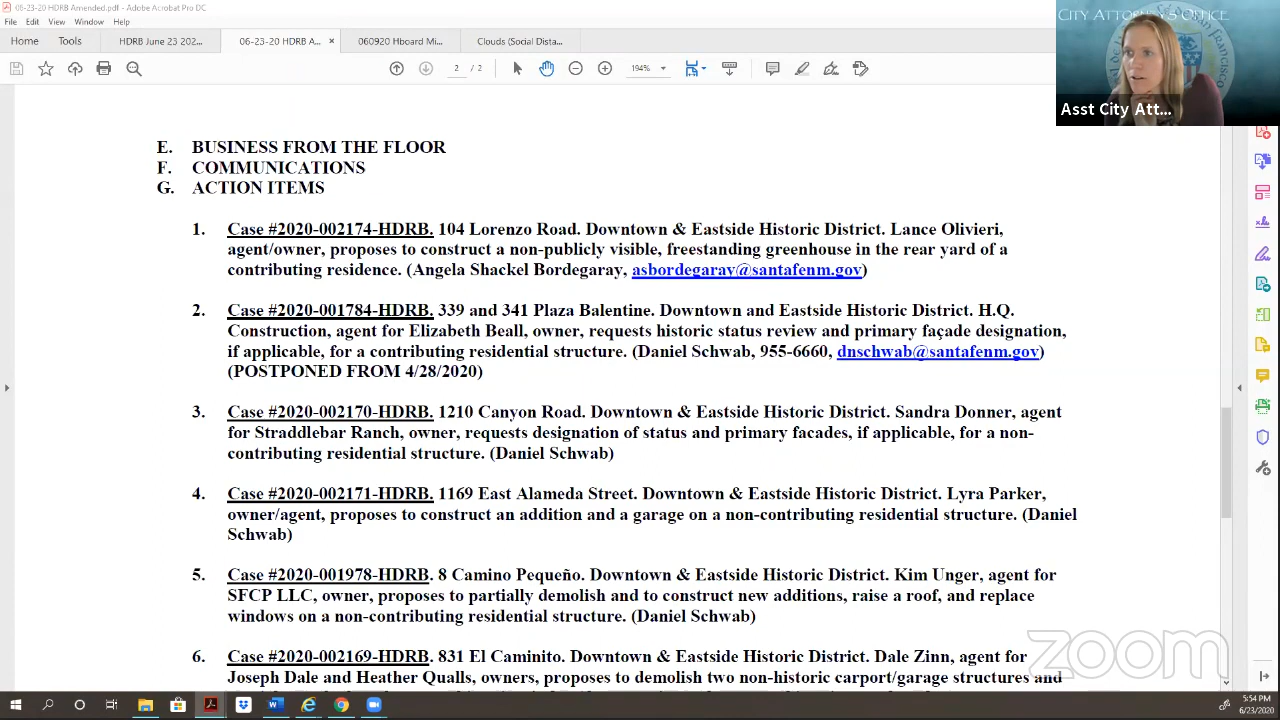 06-23-20 HDRB Amended.pdf - Adobe Acrobat Pro DC
File Edit View Window Help
Home Tools HDRB June 23 202... 06-23-20 HDRB A... × 060920 Hboard Mi... Clouds (Social Dista...
2 / 2 194%
CITY ATTORNEY'S OFFICE
Asst City Att...
E. BUSINESS FROM THE FLOOR
F. COMMUNICATIONS
G. ACTION ITEMS
1. Case #2020-002174-HDRB. 104 Lorenzo Road. Downtown & Eastside Historic District. Lance Olivieri,
agent/owner, proposes to construct a non-publicly visible, freestanding greenhouse in the rear yard of a
contributing residence. (Angela Shackel Bordegaray, asbordegaray@santafenm.gov)
2. Case #2020-001784-HDRB. 339 and 341 Plaza Balentine. Downtown and Eastside Historic District. H.Q.
Construction, agent for Elizabeth Beall, owner, requests historic status review and primary façade designation,
if applicable, for a contributing residential structure. (Daniel Schwab, 955-6660, dnschwab@santafenm.gov)
(POSTPONED FROM 4/28/2020)
3. Case #2020-002170-HDRB. 1210 Canyon Road. Downtown & Eastside Historic District. Sandra Donner, agent
for Straddlebar Ranch, owner, requests designation of status and primary facades, if applicable, for a non-
contributing residential structure. (Daniel Schwab)
4. Case #2020-002171-HDRB. 1169 East Alameda Street. Downtown & Eastside Historic District. Lyra Parker,
owner/agent, proposes to construct an addition and a garage on a non-contributing residential structure. (Daniel
Schwab)
5. Case #2020-001978-HDRB. 8 Camino Pequeño. Downtown & Eastside Historic District. Kim Unger, agent for
SFCP LLC, owner, proposes to partially demolish and to construct new additions, raise a roof, and replace
windows on a non-contributing residential structure. (Daniel Schwab)
6. Case #2020-002169-HDRB. 831 El Caminito. Downtown & Eastside Historic District. Dale Zinn, agent for
Joseph Dale and Heather Qualls, owners, proposes to demolish two non-historic carport/garage structures and
zoom
5:54 PM
6/23/2020